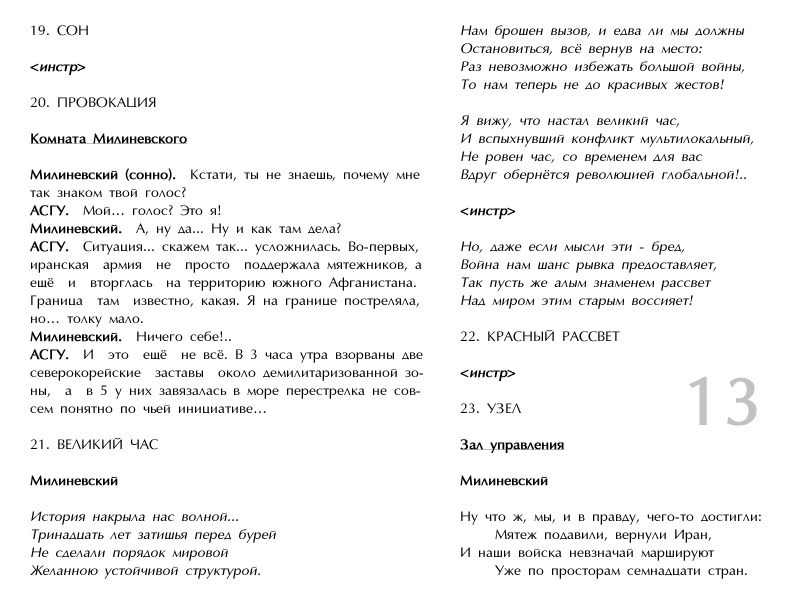 19. СОН
<инстр>
20. ПРОВОКАЦИЯ
Комната Милиневского
Милиневский (сонно). Кстати, ты не знаешь, почему мне
так знаком твой голос?
АСГУ. Мой... голос? Это я!
Милиневский. А, ну да... Ну и как там дела?
АСГУ. Ситуация... скажем так... усложнилась. Во-первых,
иранская армия не просто поддержала мятежников, а
ещё и вторглась на территорию южного Афганистана.
Граница там известно, какая. Я на границе постреляла,
но... толку мало.
Милиневский. Ничего себе!..
АСГУ. И это ещё не всё. В 3 часа утра взорваны две
северокорейские заставы около демилитаризованной зо-
ны, а в 5 у них завязалась в море перестрелка не сов-
сем понятно по чьей инициативе...
21. ВЕЛИКИЙ ЧАС
Милиневский
История накрыла нас волной...
Тринадцать лет затишья перед бурей
Не сделали порядок мировой
Желанною устойчивой структурой.
Нам брошен вызов, и едва ли мы должны
Остановиться, всё вернув на место:
Раз невозможно избежать большой войны,
То нам теперь не до красивых жестов!
Я вижу, что настал великий час,
И вспыхнувший конфликт мультилокальный,
Не ровен час, со временем для вас
Вдруг обернётся революцией глобальной!..
<инстр>
Но, даже если мысли эти - бред,
Война нам шанс рывка предоставляет,
Так пусть же алым знаменем рассвет
Над миром этим старым воссияет!
22. КРАСНЫЙ РАССВЕТ
<инстр>
23. УЗЕЛ
13
Зал управления
Милиневский
Ну что ж, мы, и в правду, чего-то достигли:
Мятеж подавили, вернули Иран,
И наши войска невзначай маршируют
Уже по просторам семнадцати стран.